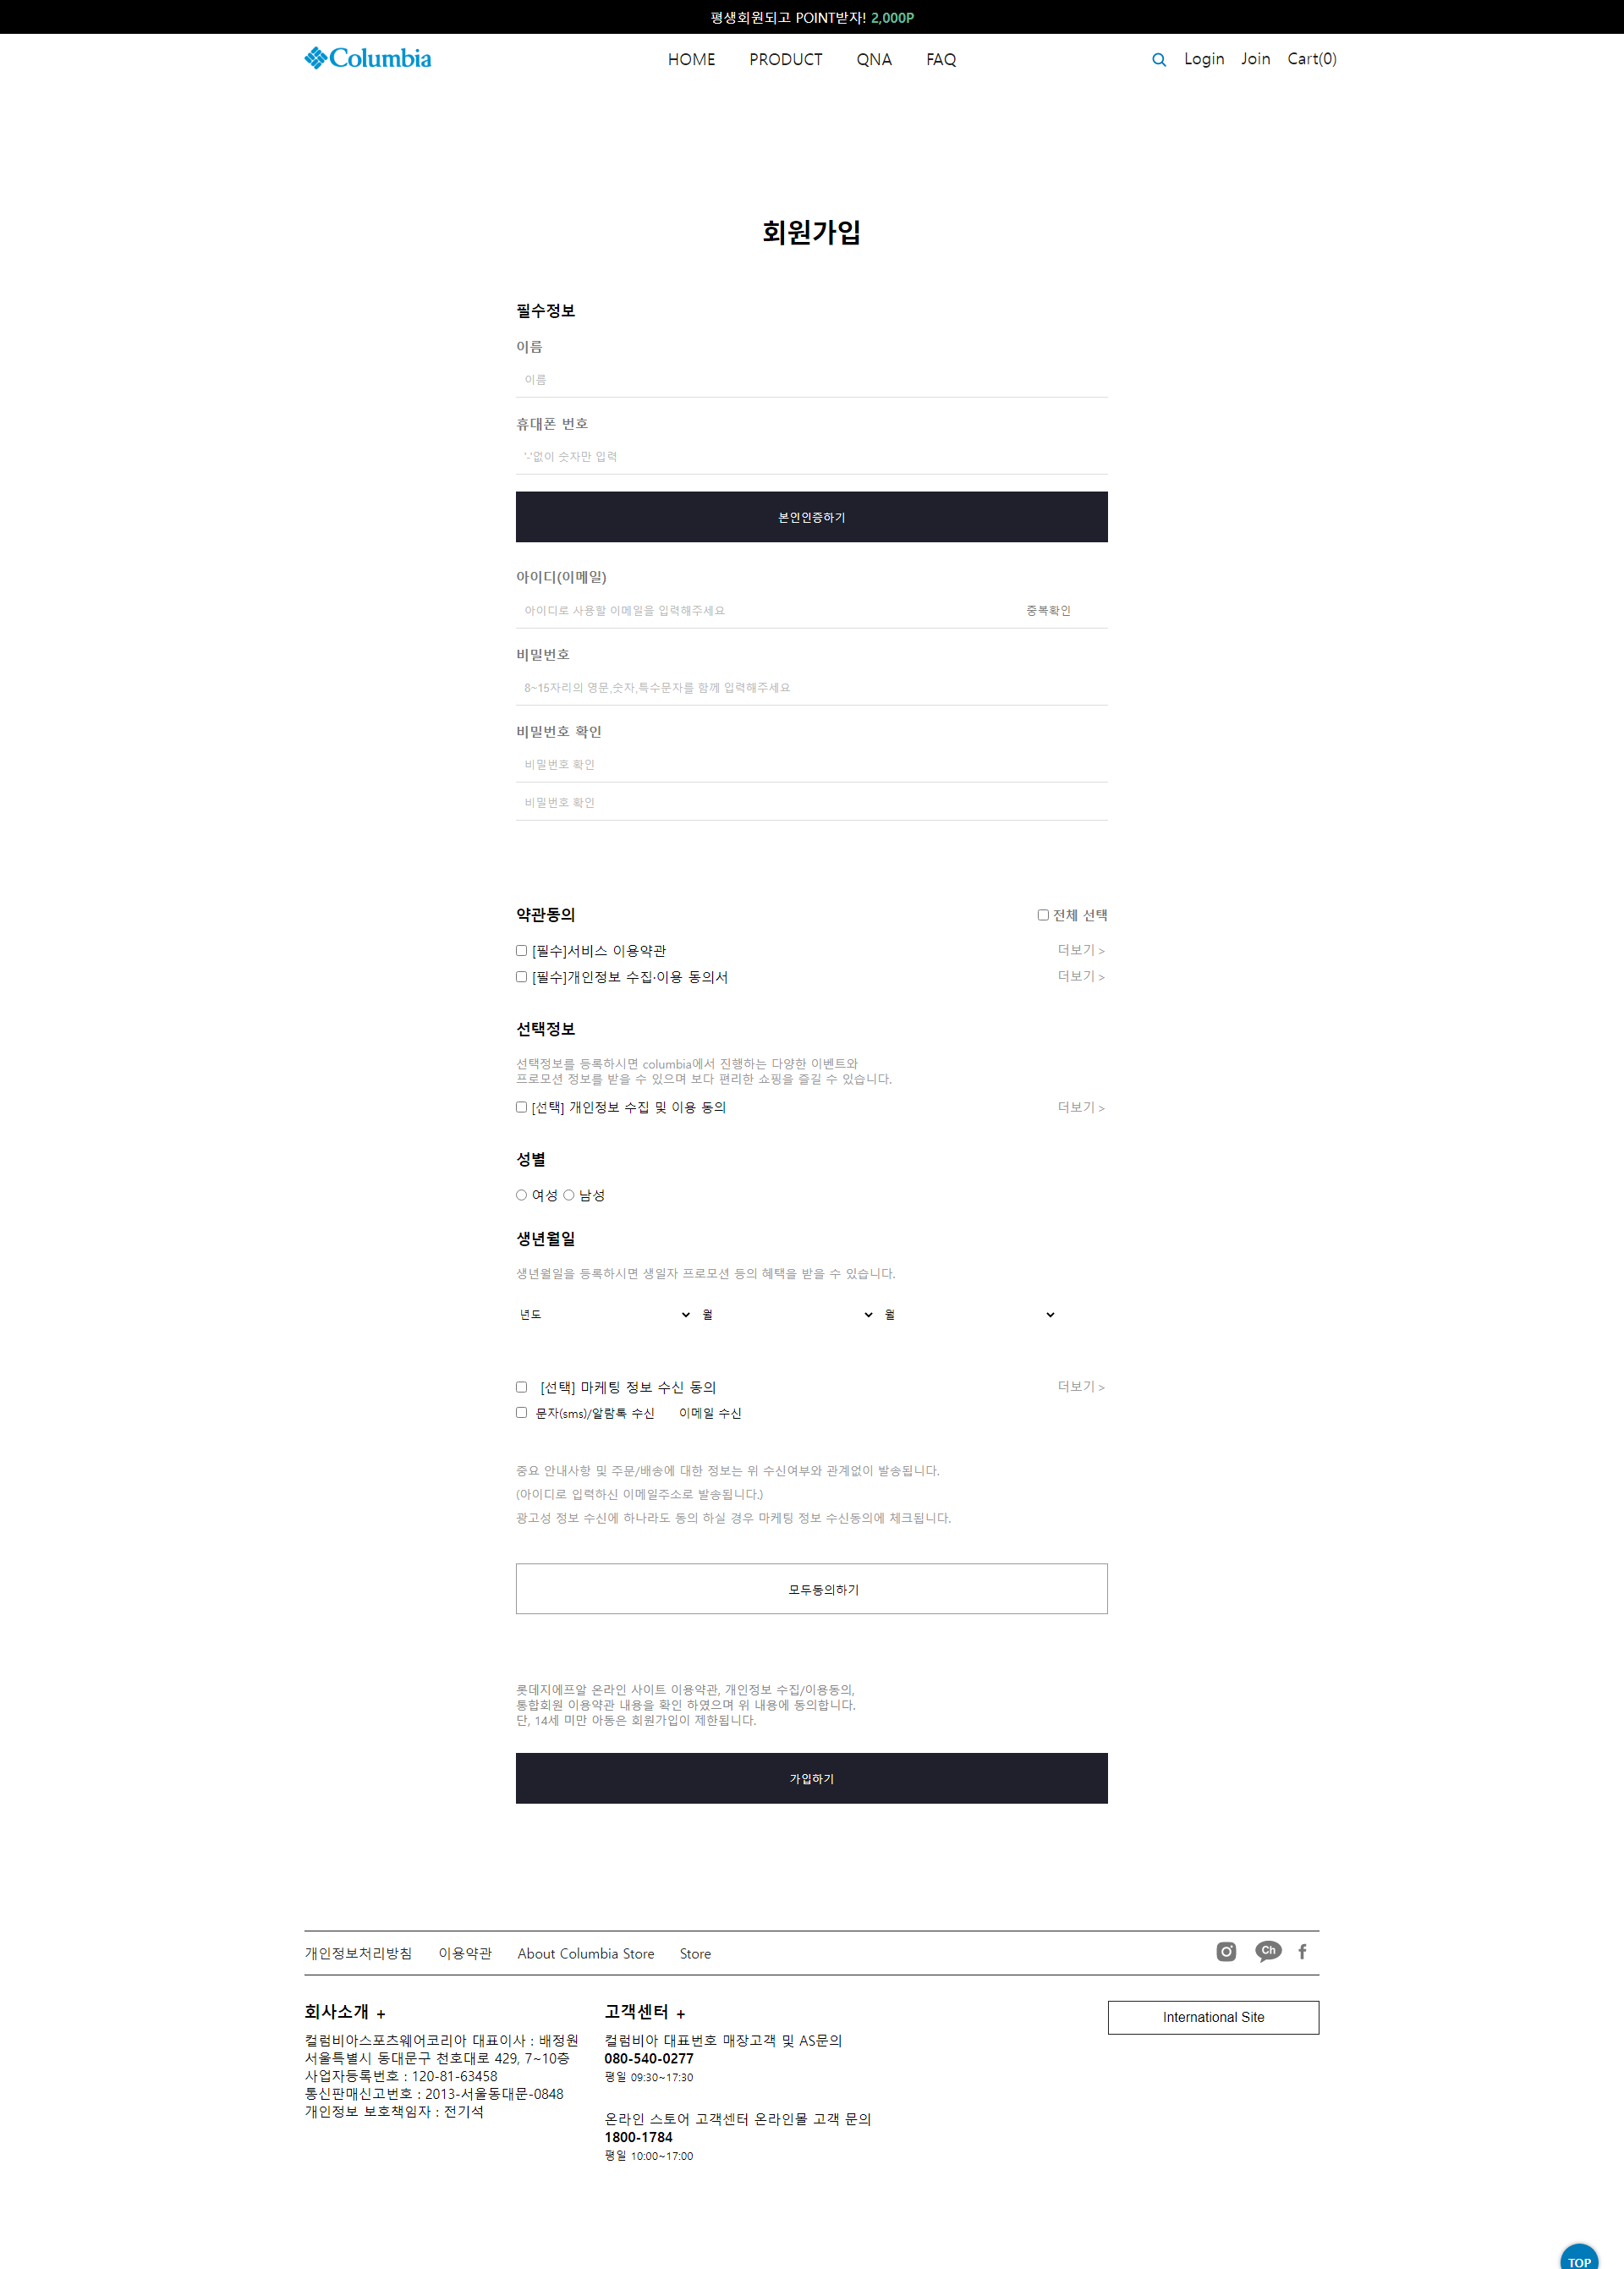 평생회원되고 POINT받자! 2,000P
Columbia
HOME PRODUCT QNA FAQ
Login Join Cart(0)
회원가입
필수정보
이름
이름
휴대폰 번호
'-'없이 숫자만 입력
본인인증하기
아이디(이메일)
아이디로 사용할 이메일을 입력해주세요 중복확인
비밀번호
8~15자리의 영문,숫자,특수문자를 함께 입력해주세요
비밀번호 확인
비밀번호 확인
비밀번호 확인
약관동의 전체 선택
[필수]서비스 이용약관 더보기 >
[필수]개인정보 수집·이용 동의서 더보기 >
선택정보
선택정보를 등록하시면 columbia에서 진행하는 다양한 이벤트와
프로모션 정보를 받을 수 있으며 보다 편리한 쇼핑을 즐길 수 있습니다.
[선택] 개인정보 수집 및 이용 동의 더보기 >
성별
여성 남성
생년월일
생년월일을 등록하시면 생일자 프로모션 등의 혜택을 받을 수 있습니다.
년도 월 월
[선택] 마케팅 정보 수신 동의 더보기 >
문자(sms)/알람톡 수신 이메일 수신
중요 안내사항 및 주문/배송에 대한 정보는 위 수신여부와 관계없이 발송됩니다.
(아이디로 입력하신 이메일주소로 발송됩니다.)
광고성 정보 수신에 하나라도 동의 하실 경우 마케팅 정보 수신동의에 체크됩니다.
모두동의하기
롯데지에프알 온라인 사이트 이용약관, 개인정보 수집/이용동의,
통합회원 이용약관 내용을 확인 하였으며 위 내용에 동의합니다.
단, 14세 미만 아동은 회원가입이 제한됩니다.
가입하기
개인정보처리방침 이용약관 About Columbia Store Store
Ch
회사소개 +
컬럼비아스포츠웨어코리아 대표이사 : 배정원
서울특별시 동대문구 천호대로 429, 7~10층
사업자등록번호 : 120-81-63458
통신판매신고번호 : 2013-서울동대문-0848
개인정보 보호책임자 : 전기석
고객센터 +
컬럼비아 대표번호 매장고객 및 AS문의
080-540-0277
평일 09:30~17:30
온라인 스토어 고객센터 온라인몰 고객 문의
1800-1784
평일 10:00~17:00
International Site
TOP